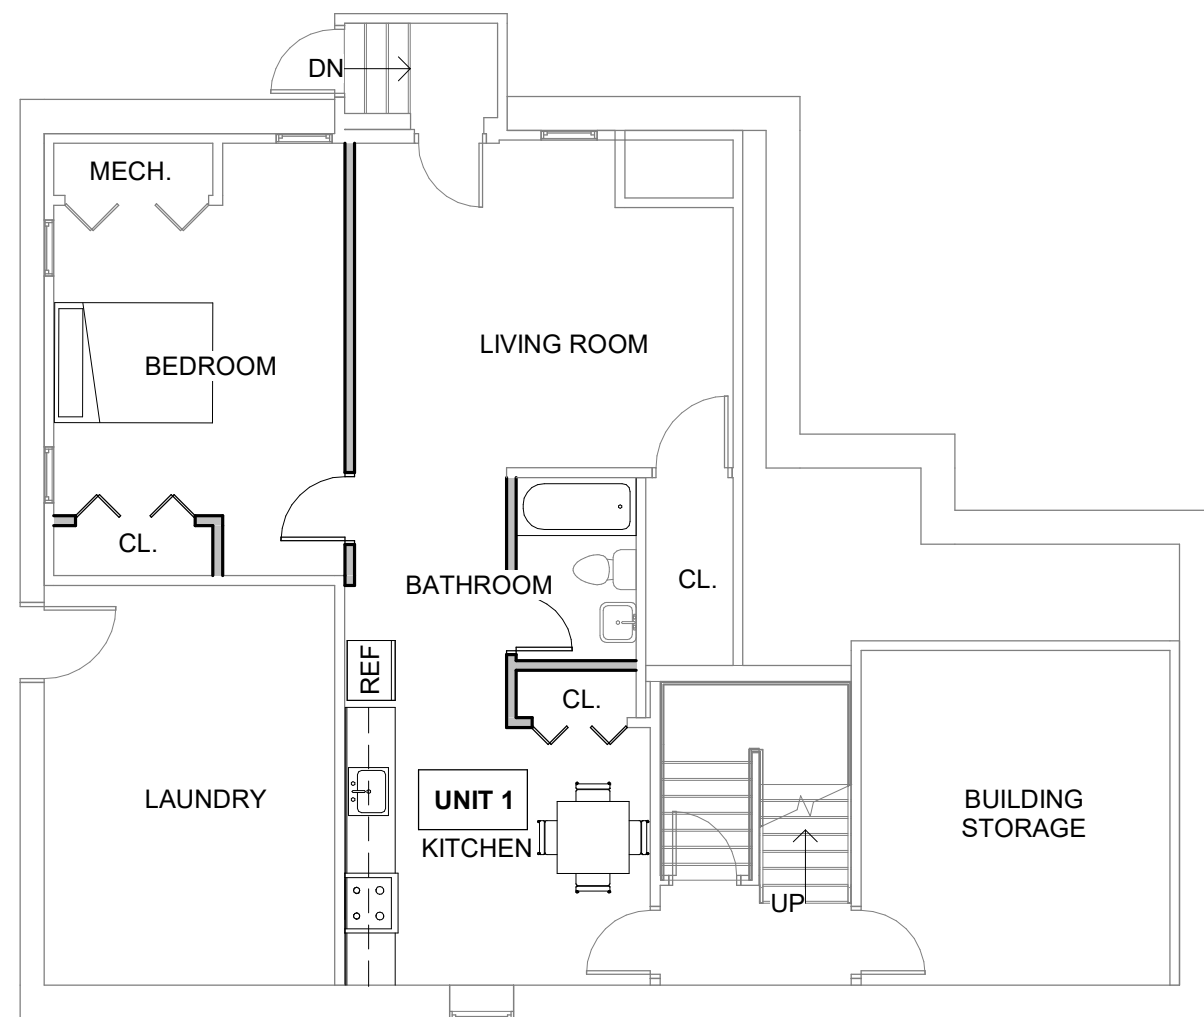 DN
MECH.
LIVING ROOM
BEDROOM
CL.
BATHROOM
CL.
REF
CL.
LAUNDRY
UNIT 1
KITCHEN
BUILDING
STORAGE
UP